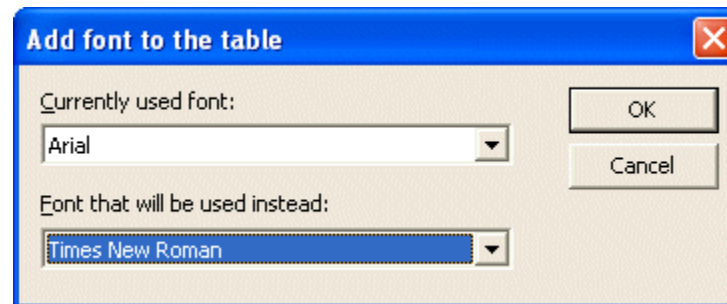 Add font to the table
Currently used font:
OK
Arial
Cancel
Font that will be used instead:
Times New Roman